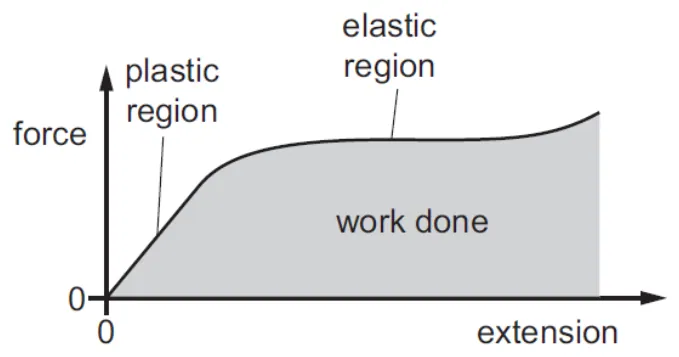 elastic
region
plastic
region
force
work done
0
0
extension